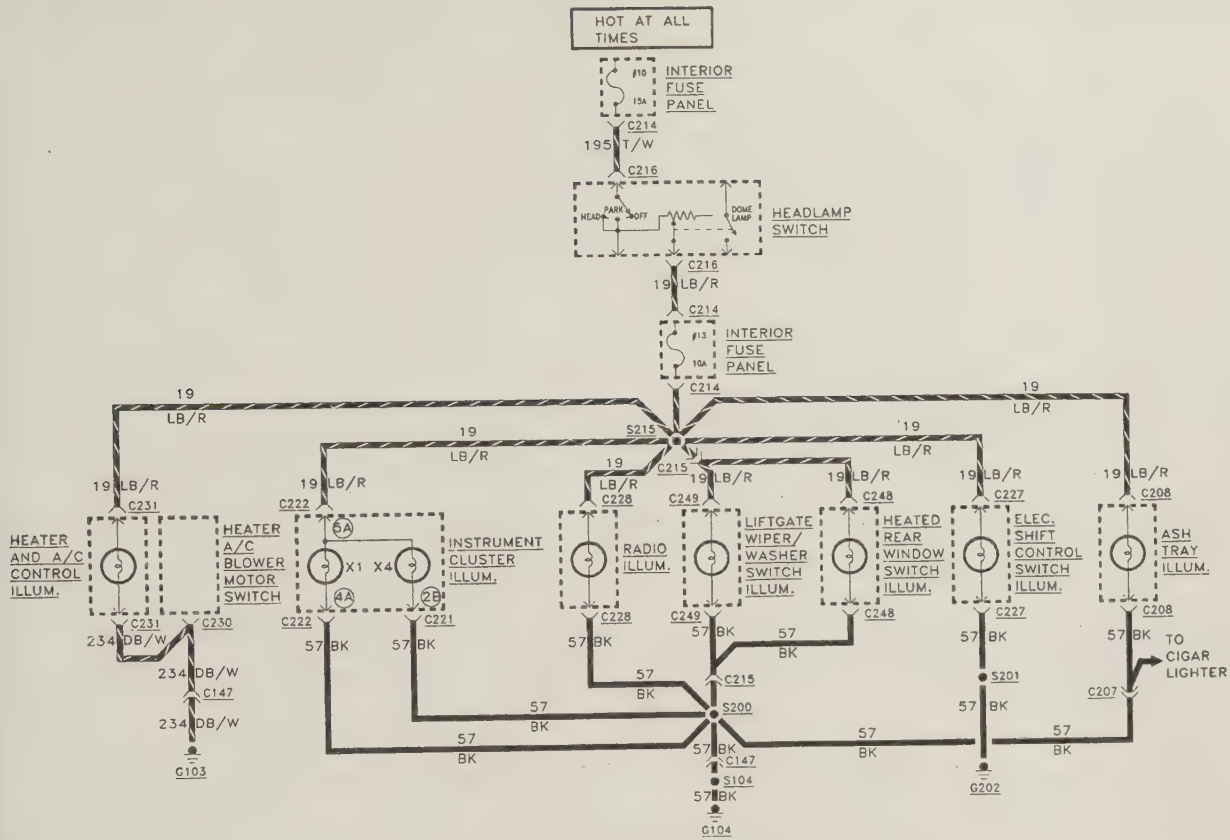 HOT AT ALL
TIMES
#10
15A
INTERIOR
FUSE
PANEL
C214
195 T/W
C216
HEAD
PARK
OFF
DOME
LAMP
HEADLAMP
SWITCH
C216
19 LB/R
C214
#13
10A
INTERIOR
FUSE
PANEL
C214
19
LB/R
19
LB/R
S215
19
LB/R
19
LB/R
19
LB/R
C215
19 LB/R
C231
19 LB/R
C222
C228
19 LB/R
C249
19 LB/R
C248
19 LB/R
C227
19 LB/R
C208
HEATER
AND A/C
CONTROL
ILLUM.
HEATER
A/C
BLOWER
MOTOR
SWITCH
5A
X1 X4
4A
2B
INSTRUMENT
CLUSTER
ILLUM.
RADIO
ILLUM.
LIFTGATE
WIPER/
WASHER
SWITCH
ILLUM.
HEATED
REAR
WINDOW
SWITCH
ILLUM.
ELEC.
SHIFT
CONTROL
SWITCH
ILLUM.
ASH
TRAY
ILLUM.
C231
C230
C222
C221
C228
C249
C248
C227
C208
234 DB/W
57 BK
57 BK
57 BK
57 BK
57
BK
57 BK
57 BK
TO
CIGAR
LIGHTER
234 DB/W
C147
234 DB/W
G103
57
BK
C215
S201
C207
57
BK
S200
57
BK
57 BK
C147
57
BK
57 BK
57
BK
S104
57 BK
G104
G202